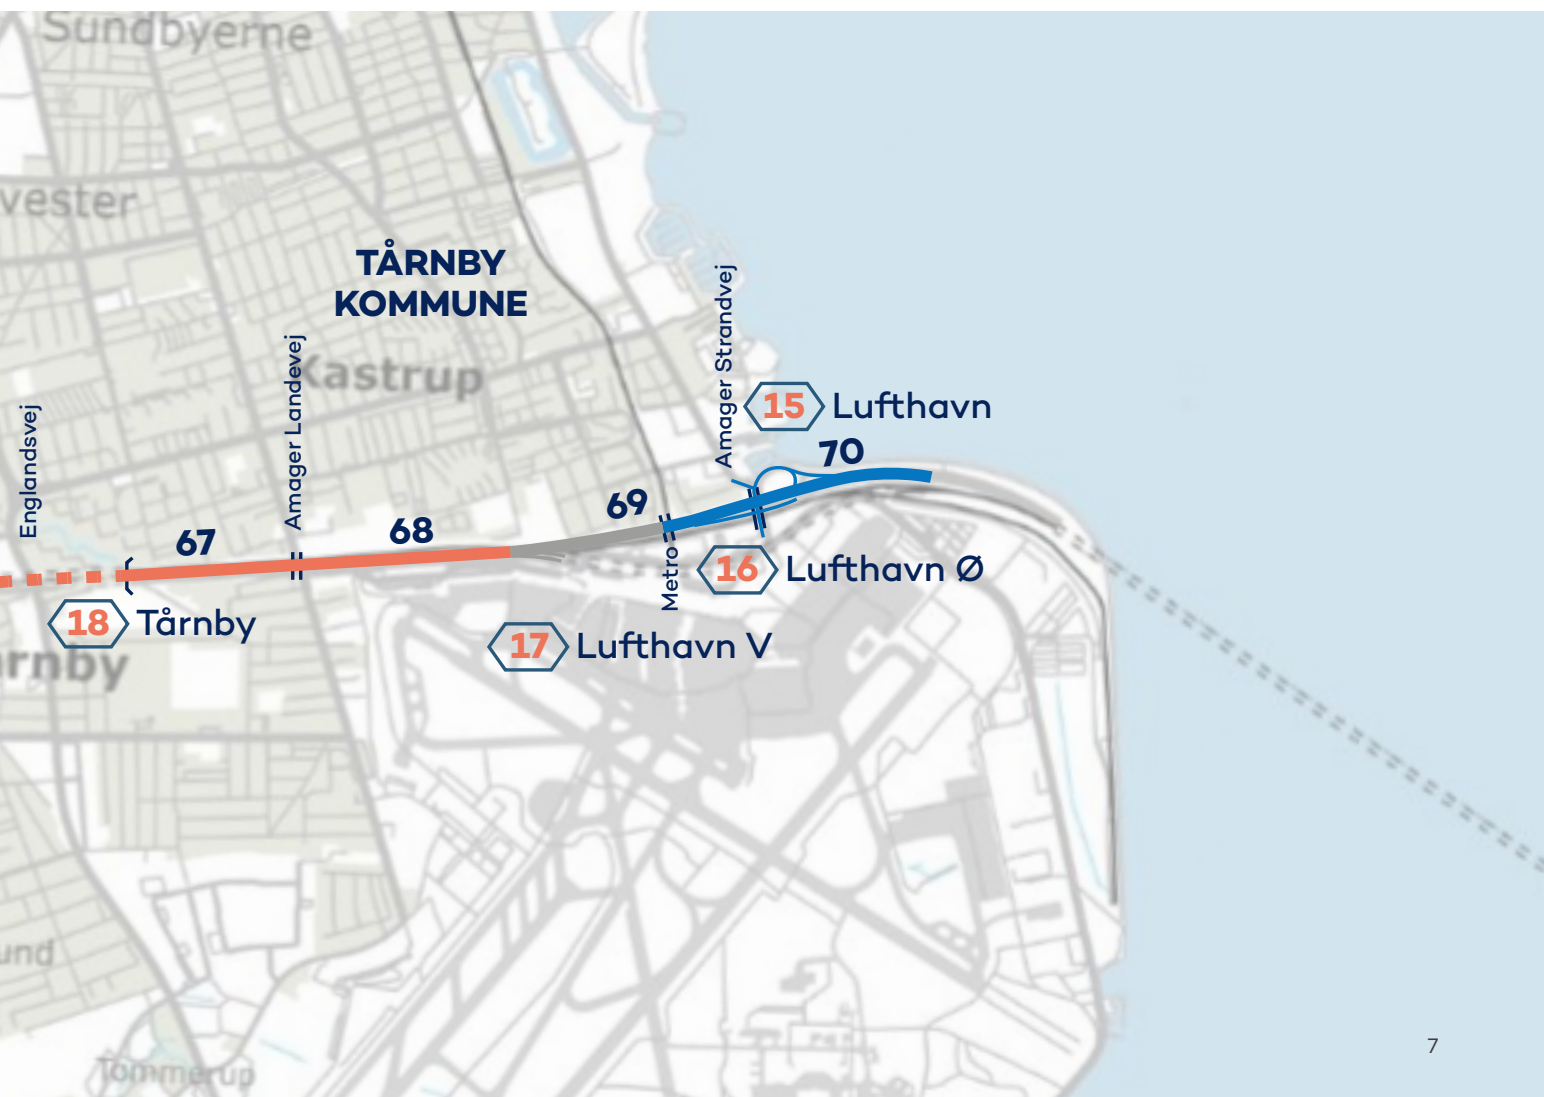 Sundbyerne
vester
TÅRNBY
KOMMUNE
Amager Strandvej
Amager Landevej
Kastrup
Englandsvej
15 Lufthavn
70
69
68
67
Metro
16 Lufthavn Ø
18 Tårnby
17 Lufthavn V
rnby
und
7
Tømmerup